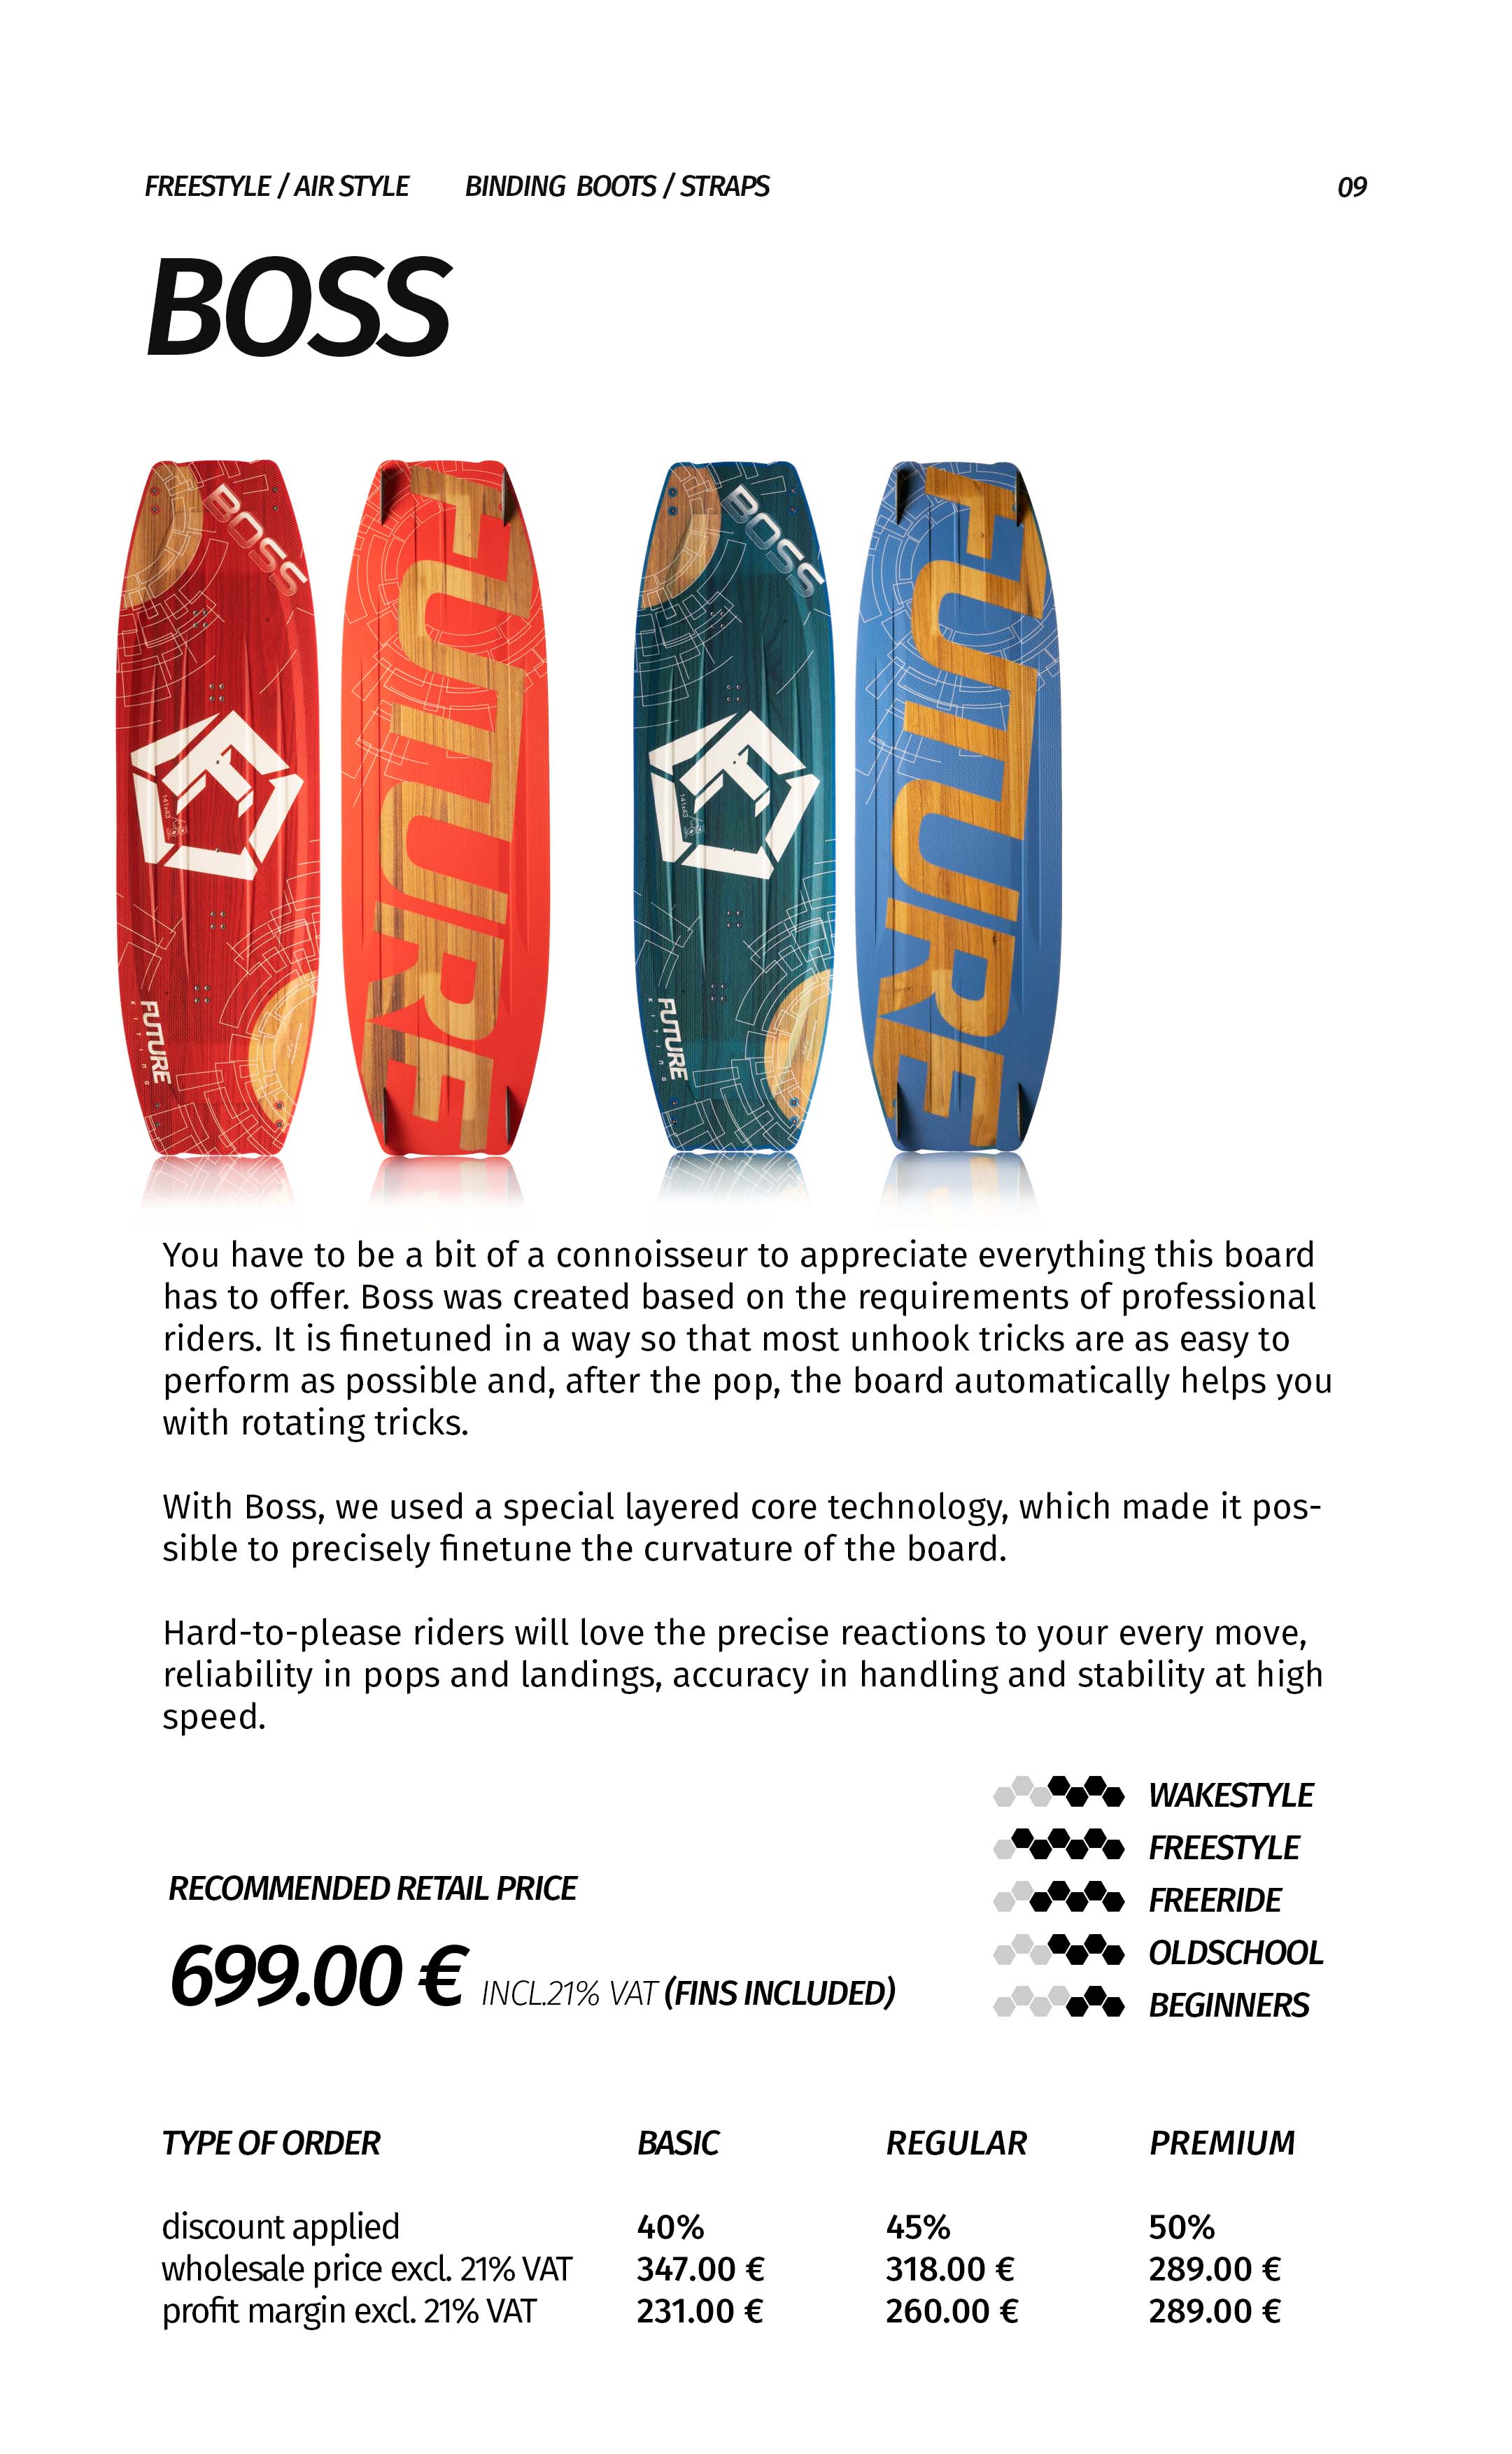 FREESTYLE / AIR STYLE BINDING BOOTS / STRAPS 09
BOSS
BOSS
FUTURE
BOSS
FUTURE
141x43
141x43
FUTURE
FUTURE
You have to be a bit of a connoisseur to appreciate everything this board
has to offer. Boss was created based on the requirements of professional
riders. It is finetuned in a way so that most unhook tricks are as easy to
perform as possible and, after the pop, the board automatically helps you
with rotating tricks.
With Boss, we used a special layered core technology, which made it pos-
sible to precisely finetune the curvature of the board.
Hard-to-please riders will love the precise reactions to your every move,
reliability in pops and landings, accuracy in handling and stability at high
speed.
WAKESTYLE
FREESTYLE
FREERIDE
OLDSCHOOL
BEGINNERS
RECOMMENDED RETAIL PRICE
699.00 € INCL.21% VAT (FINS INCLUDED)
TYPE OF ORDER BASIC REGULAR PREMIUM
discount applied 40% 45% 50%
wholesale price excl. 21% VAT 347.00 € 318.00 € 289.00 €
profit margin excl. 21% VAT 231.00 € 260.00 € 289.00 €